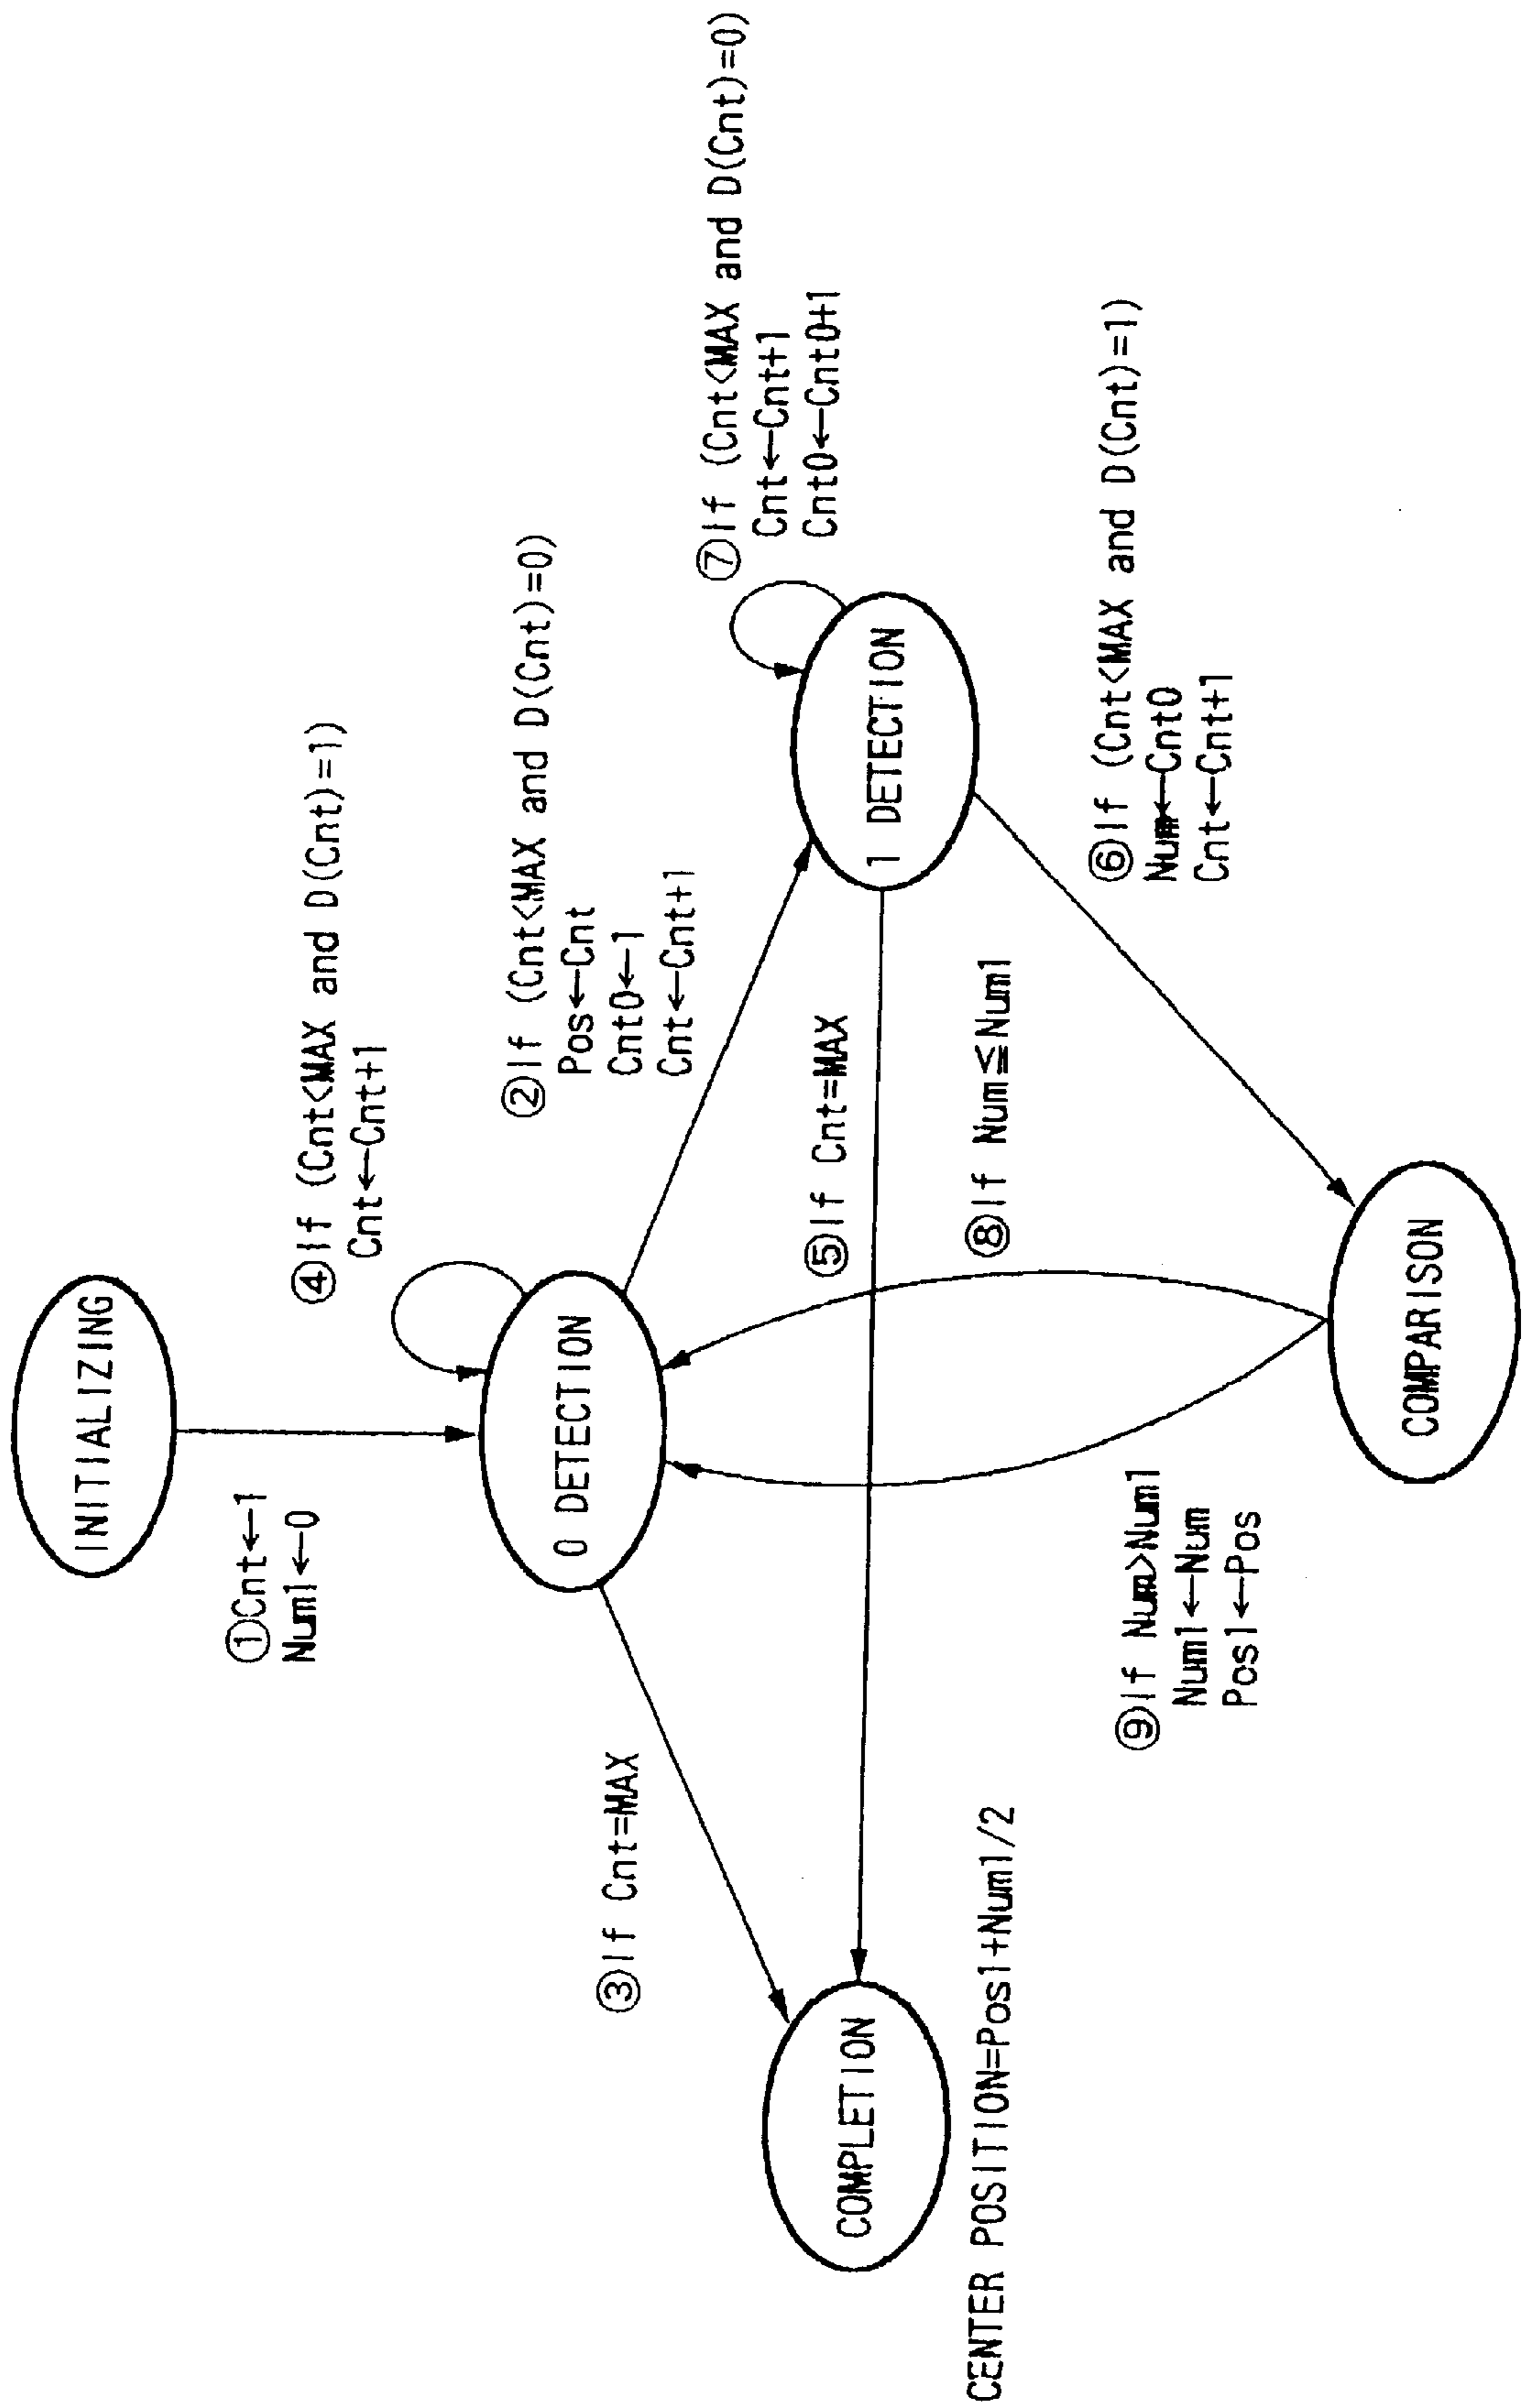 INITIALIZING
①Cnt←1
Num1←0
④If (Cnt<MAX and D(Cnt)=1)
Cnt←Cnt+1
0 DETECTION
③If Cnt=MAX
②If (Cnt<MAX and D(Cnt)=0)
Pos←Cnt
Cnt0←1
Cnt←Cnt+1
⑦If (Cnt<MAX and D(Cnt)=0)
Cnt←Cnt+1
Cnt0←Cnt0+1
COMPLETION
⑤If Cnt=MAX
1 DETECTION
CENTER POSITION=Pos1+Num1/2
⑧If Num≦Num1
⑨If Num>Num1
Num1←Num
Pos1←Pos
⑥If (Cnt<MAX and D(Cnt)=1)
Num←Cnt0
Cnt←Cnt+1
COMPARISON